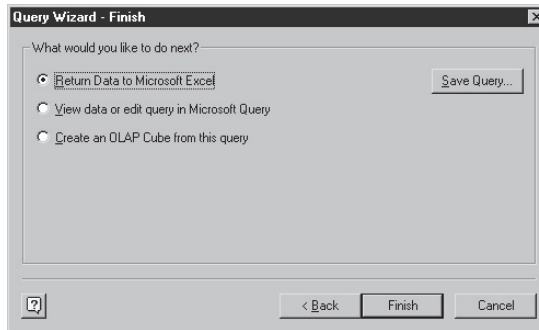 Query Wizard - Finish
What would you like to do next?
Return Data to Microsoft Excel
Save Query...
View data or edit query in Microsoft Query
Create an OLAP Cube from this query
?
< Back
Finish
Cancel